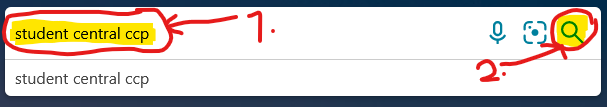 student central ccp
1.
2.
student central ccp